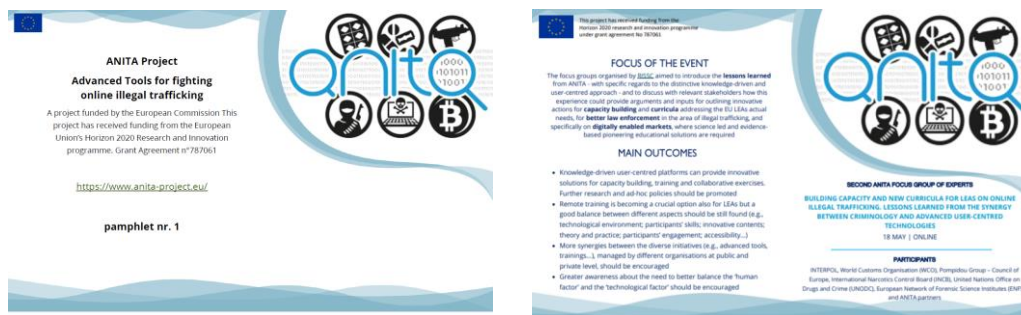 ANITA Project
Advanced Tools for fighting
online illegal trafficking
A project funded by the European Commission This
project has received funding from the European
Union's Horizon 2020 Research and Innovation
programme. Grant Agreement n°787061
https://www.anita-project.eu/
pamphlet nr. 1
anita
1000
101011
11001
This project has received funding from the
Horizon 2020 research and innovation programme
under grant agreement No 787061
FOCUS OF THE EVENT
The focus groups organised by RISSC aimed to introduce the lessons learned
from ANITA - with specific regards to the distinctive knowledge-driven and
user-centred approach - and to discuss with relevant stakeholders how this
experience could provide arguments and inputs for outlining innovative
actions for capacity building and curricula addressing the EU LEAs actual
needs, for better law enforcement in the area of illegal trafficking, and
specifically on digitally enabled markets, where science led and evidence-
based pioneering educational solutions are required
MAIN OUTCOMES
• Knowledge-driven user-centred platforms can provide innovative
solutions for capacity building, training and collaborative exercises.
Further research and ad-hoc policies should be promoted
• Remote training is becoming a crucial option also for LEAs but a
good balance between different aspects should be still found (e.g.,
technological environment; participants' skills; innovative contents;
theory and practice; participants' engagement; accessibility...)
• More synergies between the diverse initiatives (e.g., advanced tools,
trainings...), managed by different organisations at public and
private level, should be encouraged
• Greater awareness about the need to better balance the 'human
factor' and the 'technological factor' should be encouraged
anita
SECOND ANITA FOCUS GROUP OF EXPERTS
BUILDING CAPACITY AND NEW CURRICULA FOR LEAS ON ONLINE
ILLEGAL TRAFFICKING. LESSONS LEARNED FROM THE SYNERGY
BETWEEN CRIMINOLOGY AND ADVANCED USER-CENTRED
TECHNOLOGIES
18 MAY | ONLINE
PARTICIPANTS
INTERPOL, World Customs Organisation (WCO), Pompidou Group – Council of
Europe, International Narcotics Control Board (INCB), United Nations Office on
Drugs and Crime (UNODC), European Network of Forensic Science Institutes (ENF
and ANITA partners